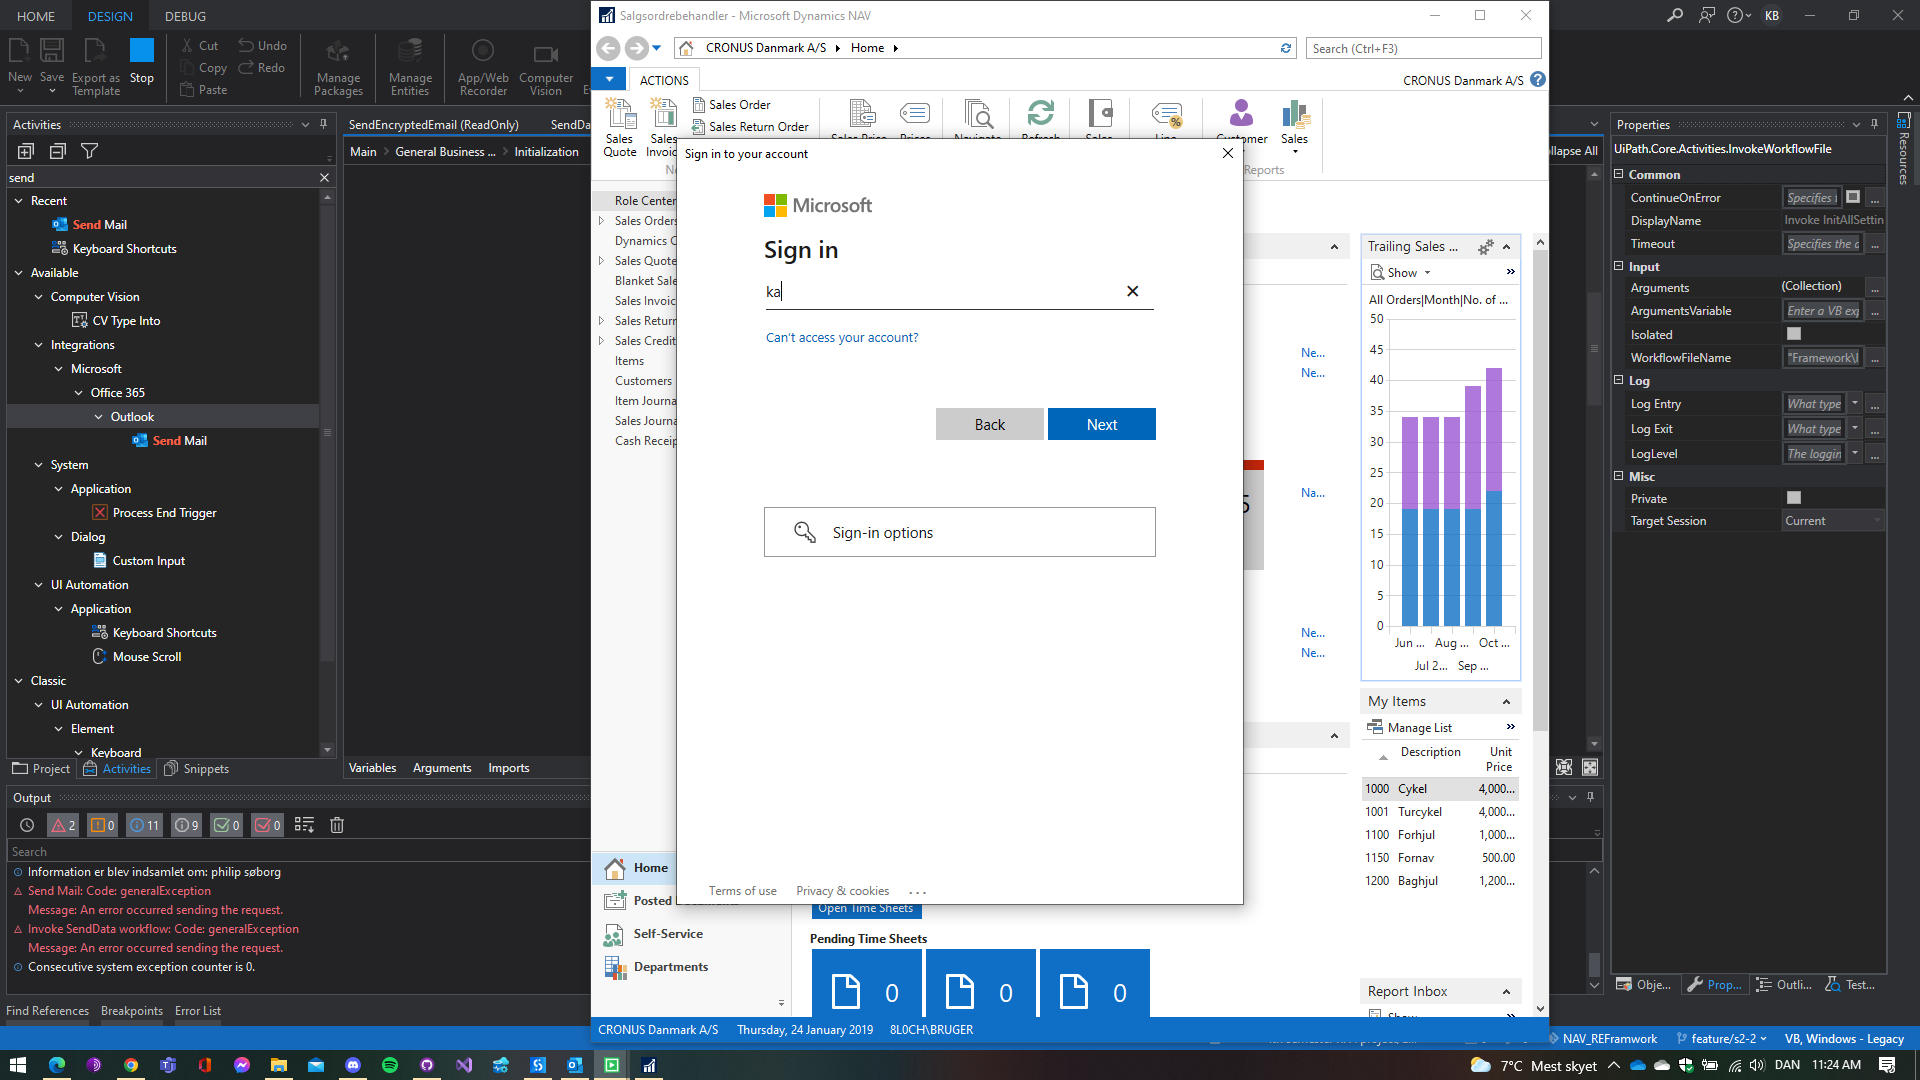 HOME DESIGN DEBUG
Salgsordrebehandler - Microsoft Dynamics NAV
KB
New Save Export as Template Stop
Cut Undo
Copy Redo
Paste
Manage Packages Manage Entities App/Web Recorder Computer Vision
CRONUS Danmark A/S Home
Search (Ctrl+F3)
ACTIONS
CRONUS Danmark A/S
Sales Quote
Sales Invoic
Sales Order
Sales Return Order
Refresh
Sales
Line
Customer
Sales
Reports
Activities
send
Recent
Send Mail
Keyboard Shortcuts
Available
Computer Vision
CV Type Into
Integrations
Microsoft
Office 365
Outlook
Send Mail
System
Application
Process End Trigger
Dialog
Custom Input
UI Automation
Application
Keyboard Shortcuts
Mouse Scroll
Classic
UI Automation
Element
Keyboard
Project Activities Snippets
SendEncryptedEmail (ReadOnly) SendDa
Main General Business ... Initialization
Variables Arguments Imports
llapse All
Role Center
Sales Orders
Dynamics C
Sales Quote
Blanket Sale
Sales Invoic
Sales Return
Sales Credit
Items
Customers
Item Journa
Sales Journa
Cash Receip
Sign in to your account
Microsoft
Sign in
ka
Can't access your account?
Back Next
Sign-in options
Terms of use Privacy & cookies ...
Ne...
Ne...
Na...
5
Ne...
Ne...
Trailing Sales ...
Show
All Orders|Month|No. of ...
50
45
40
35
30
25
20
15
10
5
0
Jun ... Aug ... Oct ...
Jul 2... Sep ...
My Items
Manage List
Description Unit Price
1000 Cykel 4,000...
1001 Turcykel 4,000...
1100 Forhjul 1,000...
1150 Fornav 500.00
1200 Baghjul 1,200...
Report Inbox
Show
Home
Posted
Self-Service
Departments
Open Time Sheets
Pending Time Sheets
0 0 0
CRONUS Danmark A/S Thursday, 24 January 2019 8L0CH\BRUGER
Properties
UiPath.Core.Activities.InvokeWorkflowFile
Common
ContinueOnError Specifies i ...
DisplayName Invoke InitAllSettin
Timeout Specifies the a ...
Input
Arguments (Collection) ...
ArgumentsVariable Enter a VB exp ...
Isolated
WorkflowFileName "Framework\I ...
Log
Log Entry What type ...
Log Exit What type ...
LogLevel The loggin ...
Misc
Private
Target Session Current
Resources
Obje... Prop... Outli... Test...
Output
2 0 11 9 0 0
Search
Information er blev indsamlet om: philip søborg
Send Mail: Code: generalException
Message: An error occurred sending the request.
Invoke SendData workflow: Code: generalException
Message: An error occurred sending the request.
Consecutive system exception counter is 0.
Find References Breakpoints Error List
NAV_REFramwork feature/s2-2 VB, Windows - Legacy
7°C Mest skyet DAN 11:24 AM